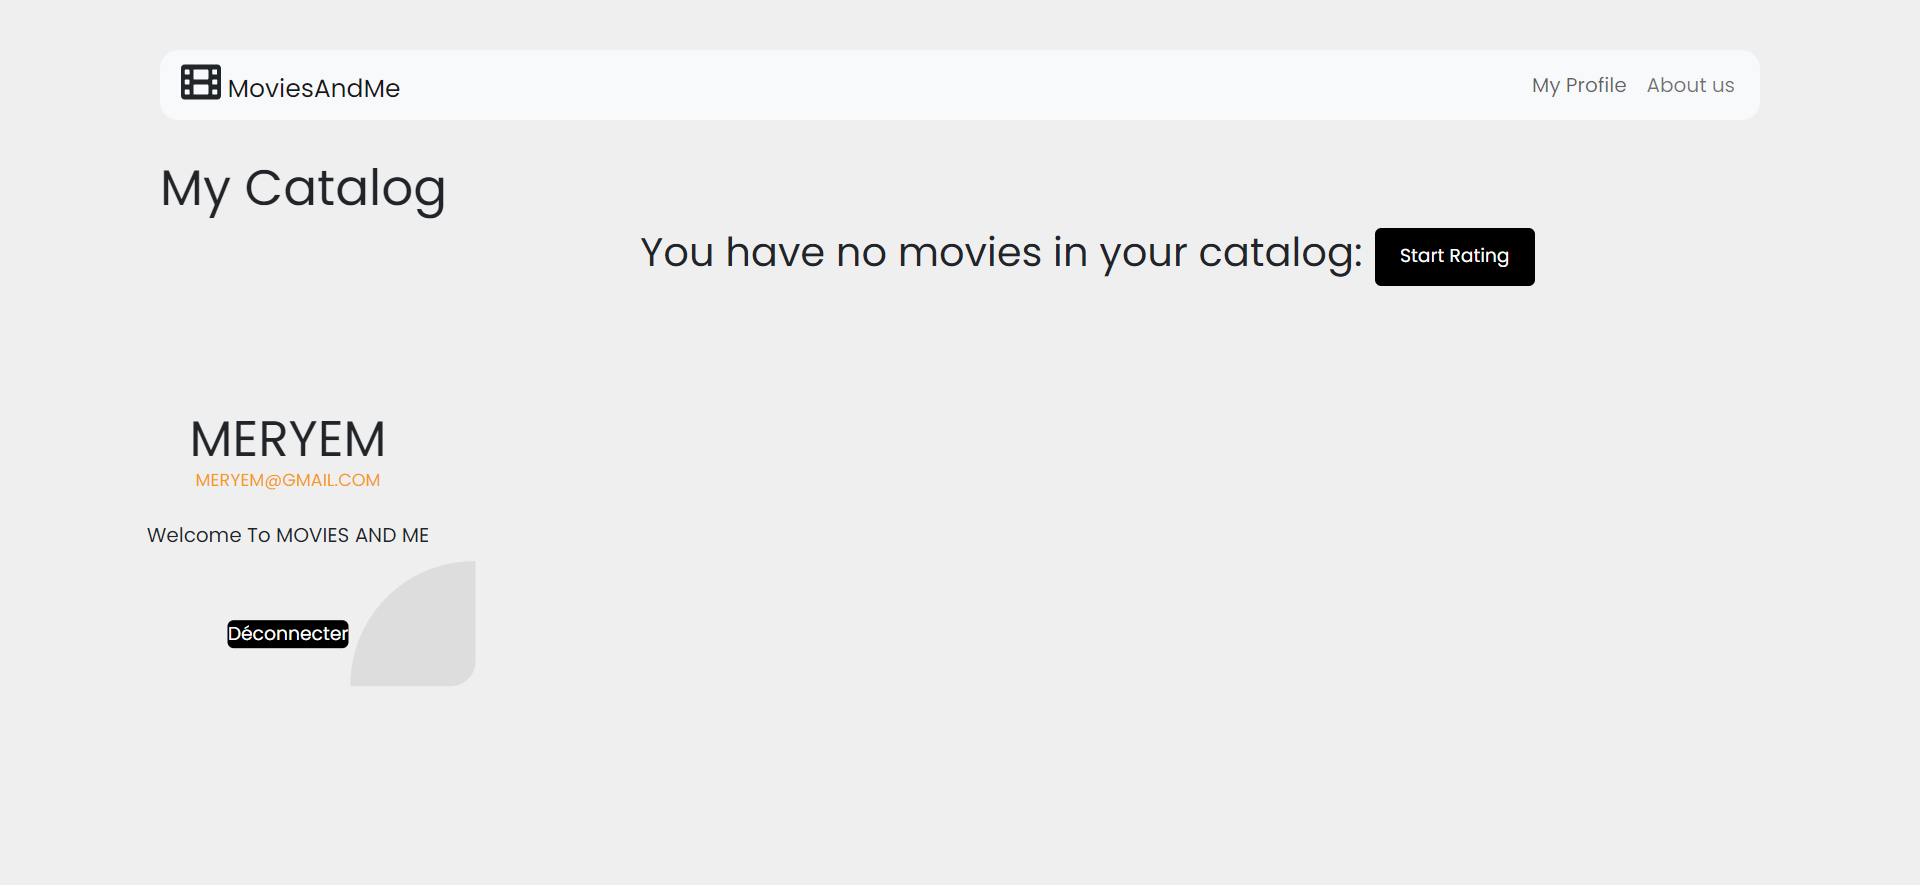 MoviesAndMe
My Profile
About us
My Catalog
You have no movies in your catalog:
Start Rating
MERYEM
MERYEM@GMAIL.COM
Welcome To MOVIES AND ME
Déconnecter